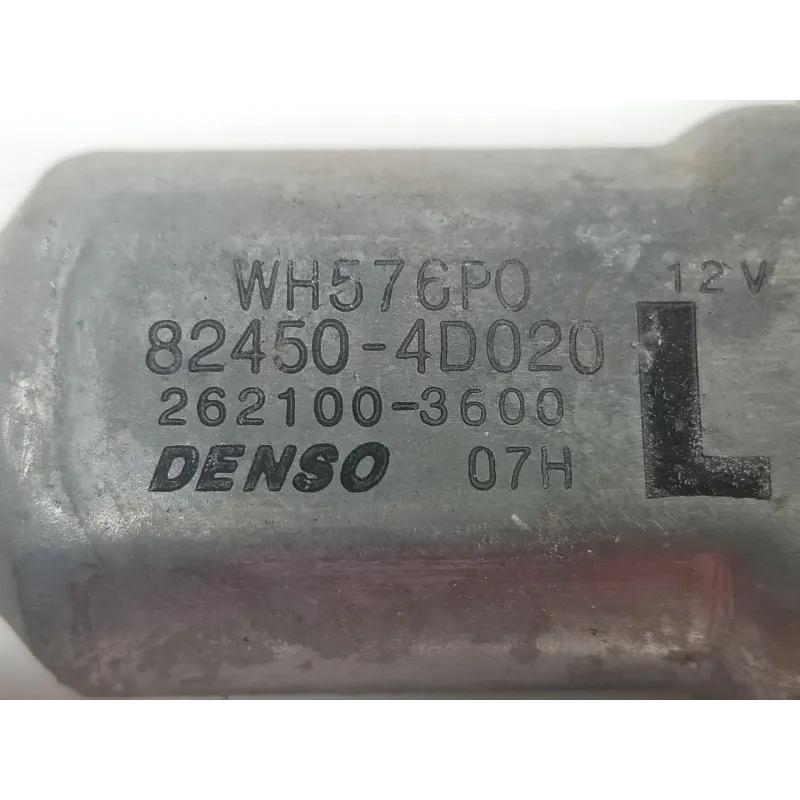 WH576P0
12V
82450-4D020
262100-3600
L
DENSO 07H